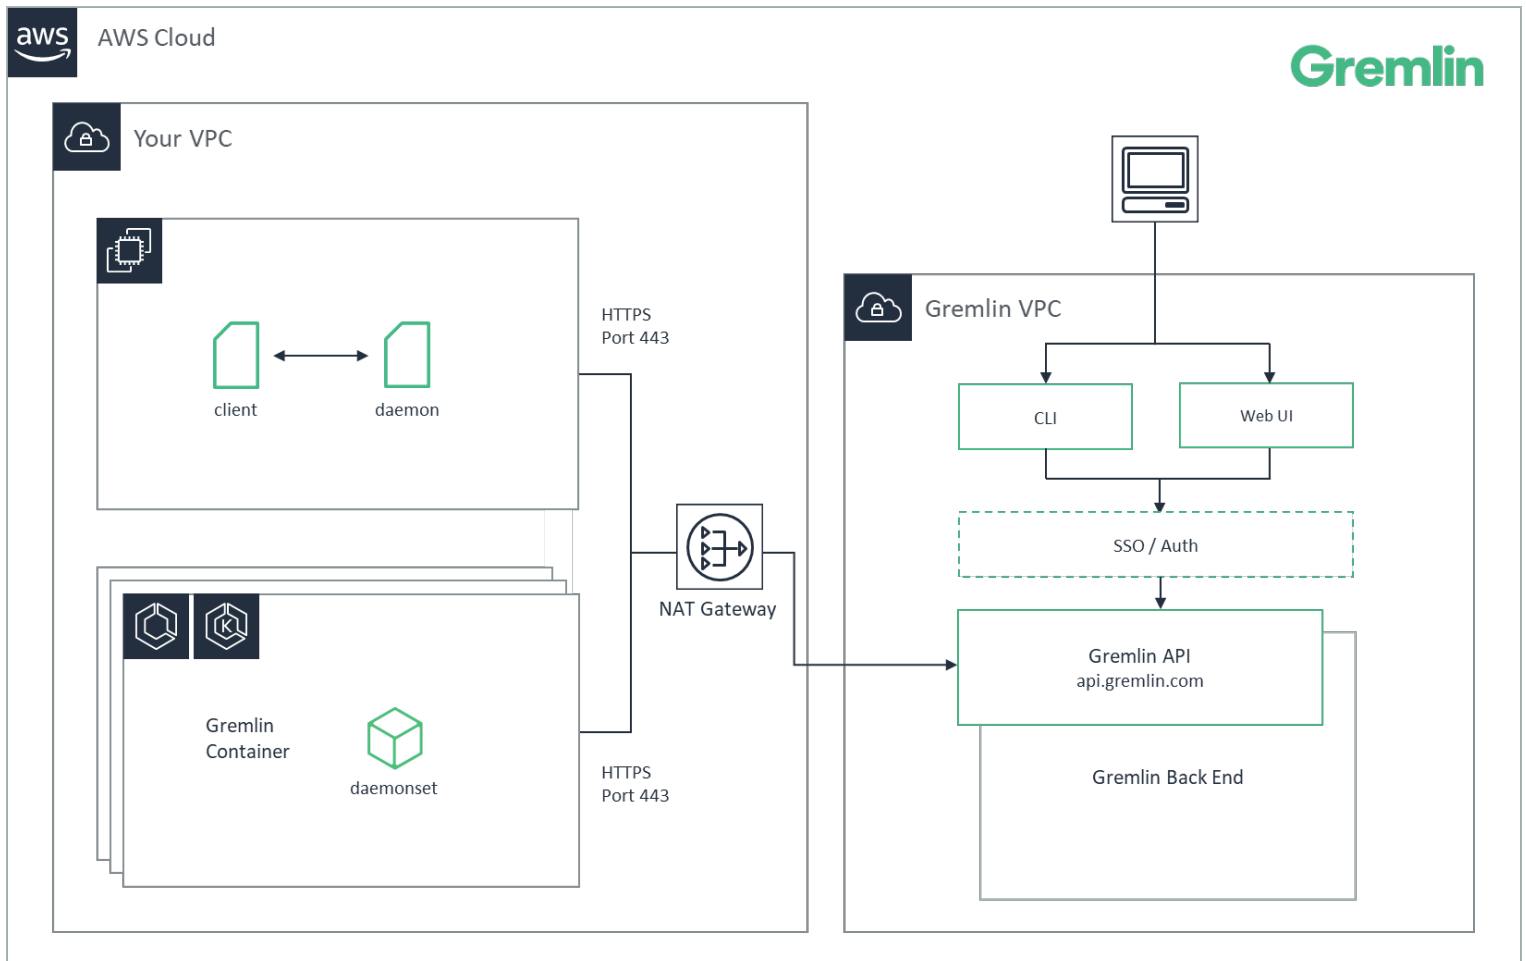 aws
AWS Cloud
Gremlin
Your VPC
HTTPS
Port 443
client
daemon
NAT Gateway
K
Gremlin
Container
daemonset
HTTPS
Port 443
Gremlin VPC
CLI
Web UI
SSO / Auth
Gremlin API
api.gremlin.com
Gremlin Back End